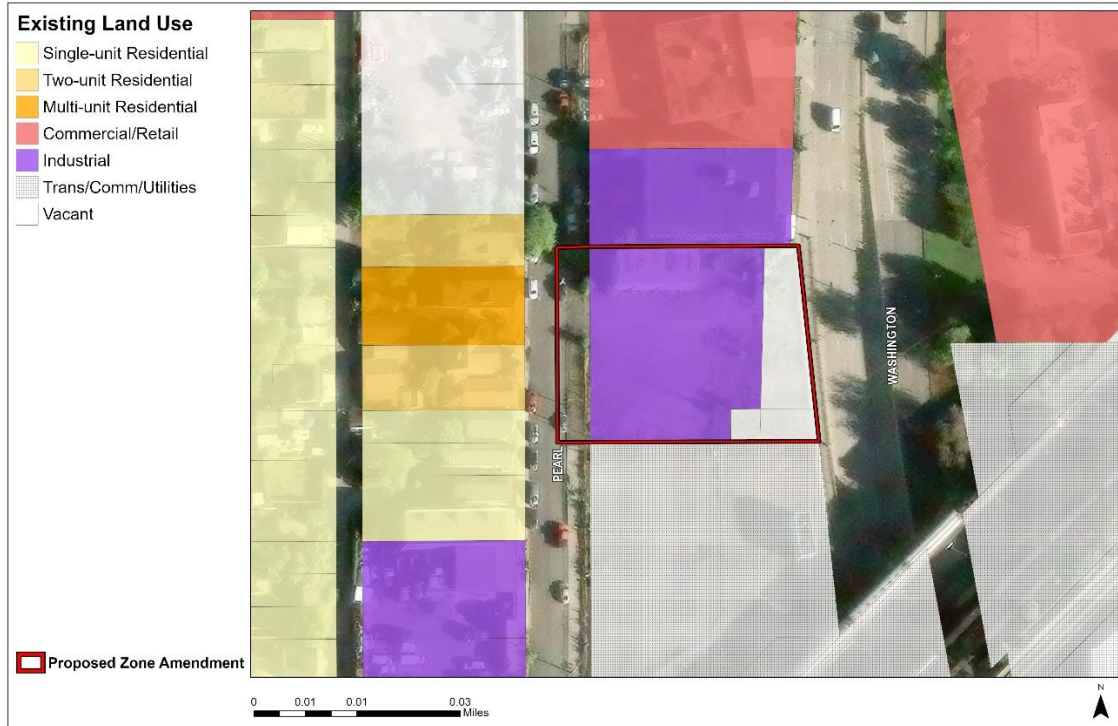 Existing Land Use
Single-unit Residential
Two-unit Residential
Multi-unit Residential
Commercial/Retail
Industrial
Trans/Comm/Utilities
Vacant
PEARL
WASHINGTON
Proposed Zone Amendment
0 0.01 0.01 0.03
Miles
N